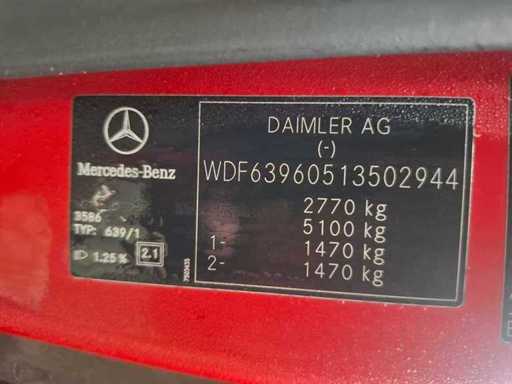 Mercedes-Benz
3586
TYP: 639/1
1.25 %
2.1
DAIMLER AG
(-)
WDF63960513502944
2770 kg
5100 kg
1- 1470 kg
2- 1470 kg